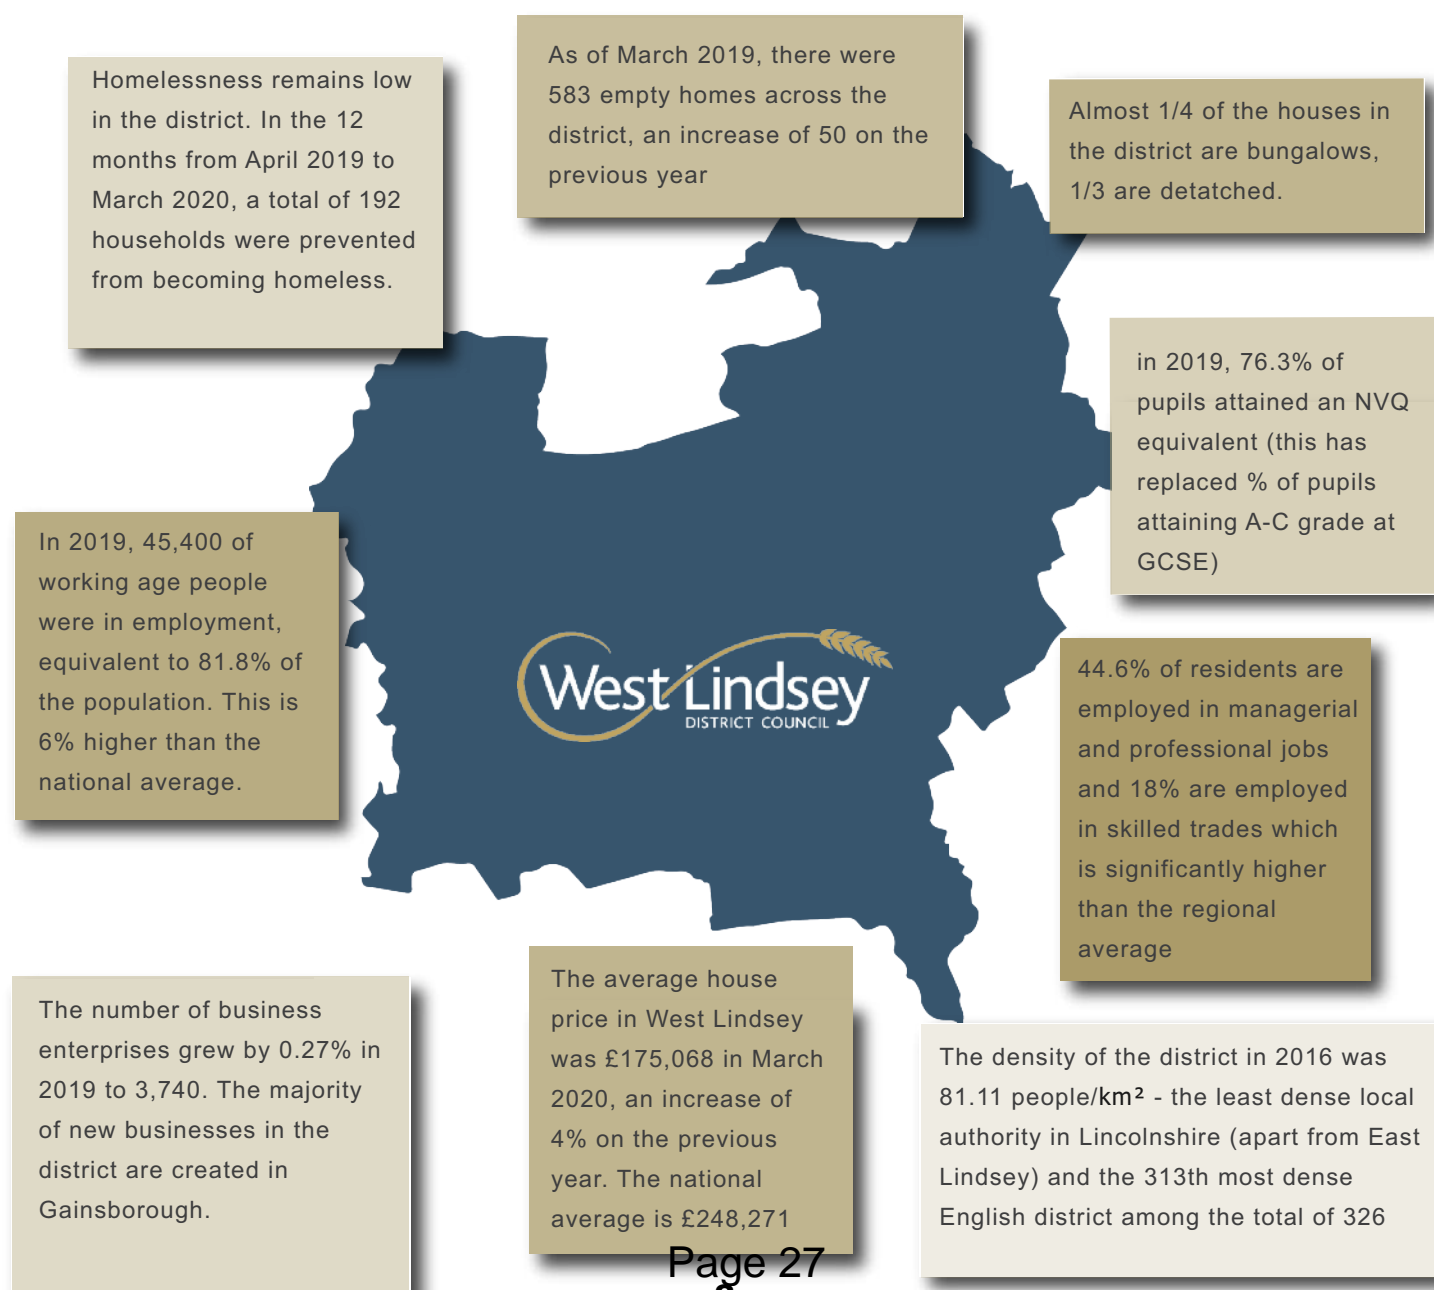 Homelessness remains low
in the district. In the 12
months from April 2019 to
March 2020, a total of 192
households were prevented
from becoming homeless.
As of March 2019, there were
583 empty homes across the
district, an increase of 50 on the
previous year
Almost 1/4 of the houses in
the district are bungalows,
1/3 are detatched.
in 2019, 76.3% of
pupils attained an NVQ
equivalent (this has
replaced % of pupils
attaining A-C grade at
GCSE)
In 2019, 45,400 of
working age people
were in employment,
equivalent to 81.8% of
the population. This is
6% higher than the
national average.
West Lindsey
DISTRICT COUNCIL
44.6% of residents are
employed in managerial
and professional jobs
and 18% are employed
in skilled trades which
is significantly higher
than the regional
average
The number of business
enterprises grew by 0.27% in
2019 to 3,740. The majority
of new businesses in the
district are created in
Gainsborough.
The average house
price in West Lindsey
was £175,068 in March
2020, an increase of
4% on the previous
year. The national
average is £248,271
The density of the district in 2016 was
81.11 people/km² - the least dense local
authority in Lincolnshire (apart from East
Lindsey) and the 313th most dense
English district among the total of 326
Page 27